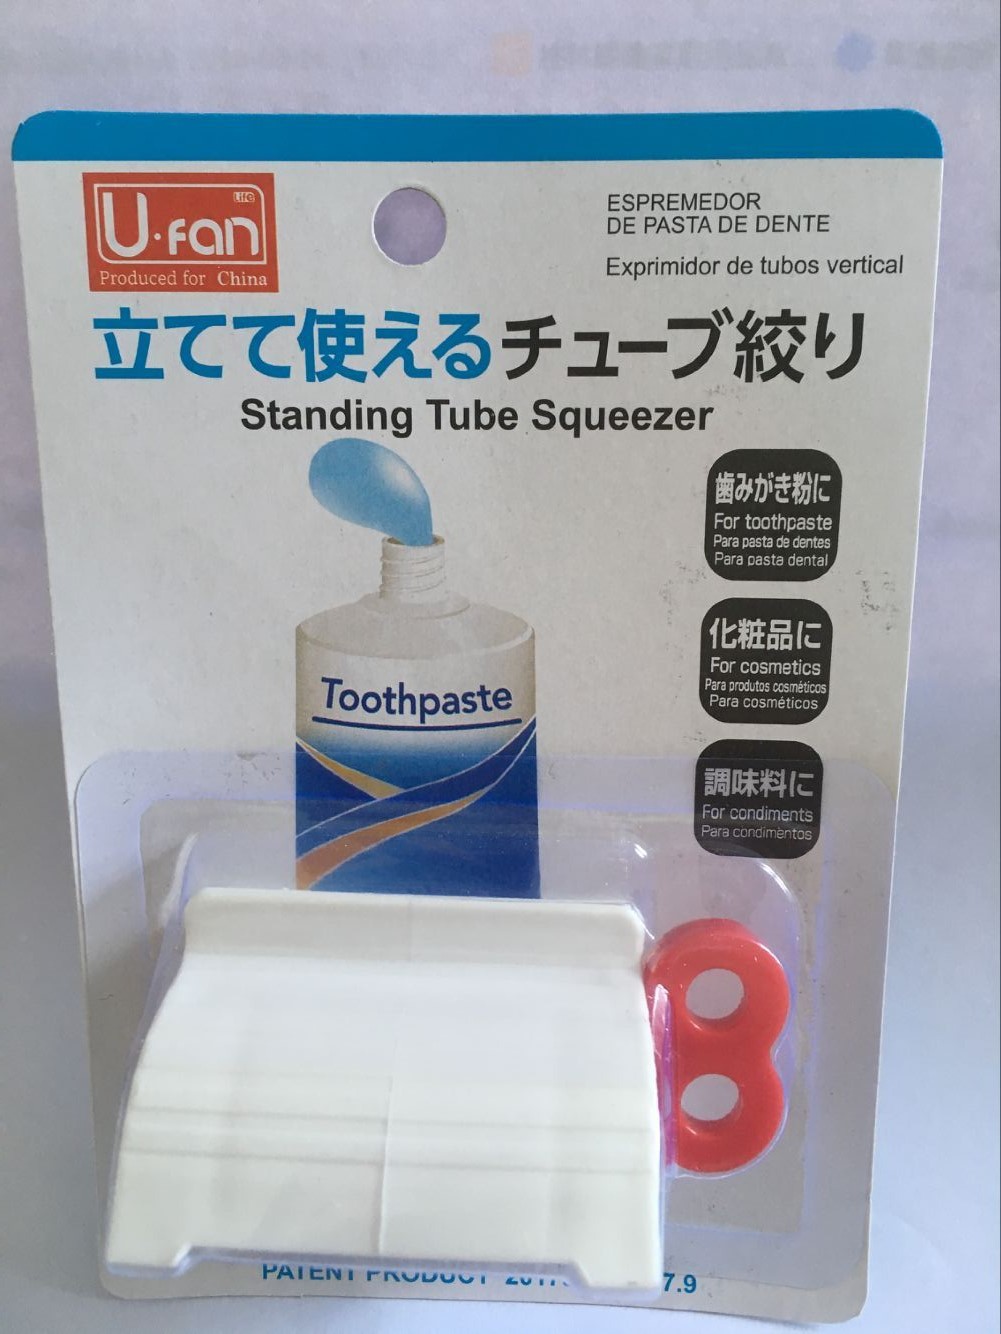 Life
U·fan
Produced for China
ESPREMEDOR
DE PASTA DE DENTE
Exprimidor de tubos vertical
立てて使えるチューブ絞り
Standing Tube Squeezer
歯みがき粉に
For toothpaste
Para pasta de dentes
Para pasta dental
化粧品に
For cosmetics
Para produtos cosméticos
Para cosméticos
調味料に
For condiments
Para condimentos
Toothpaste
PATENT PRODUCT 7.9